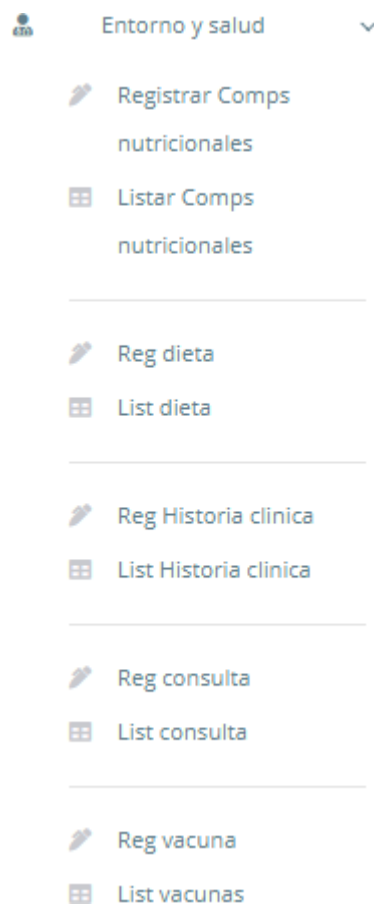 Entorno y salud
Registrar Comps
nutricionales
Listar Comps
nutricionales
Reg dieta
List dieta
Reg Historia clinica
List Historia clinica
Reg consulta
List consulta
Reg vacuna
List vacunas